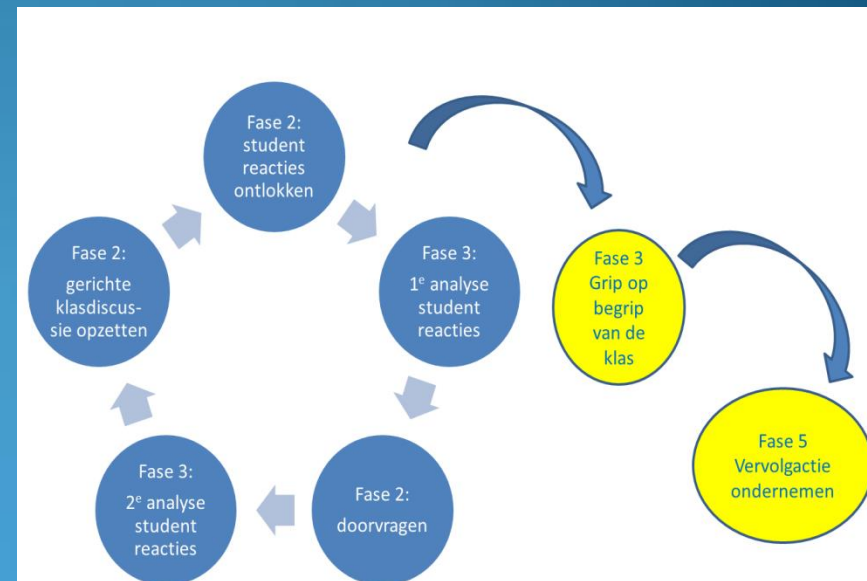 Fase 2:
student
reacties
ontlokken
Fase 3:
1e analyse
student
reacties
Fase 2:
doorvragen
Fase 3:
2e analyse
student
reacties
Fase 2:
gerichte
klasdiscus-
sie opzetten
Fase 3
Grip op
begrip
van de
klas
Fase 5
Vervolgactie
ondernemen